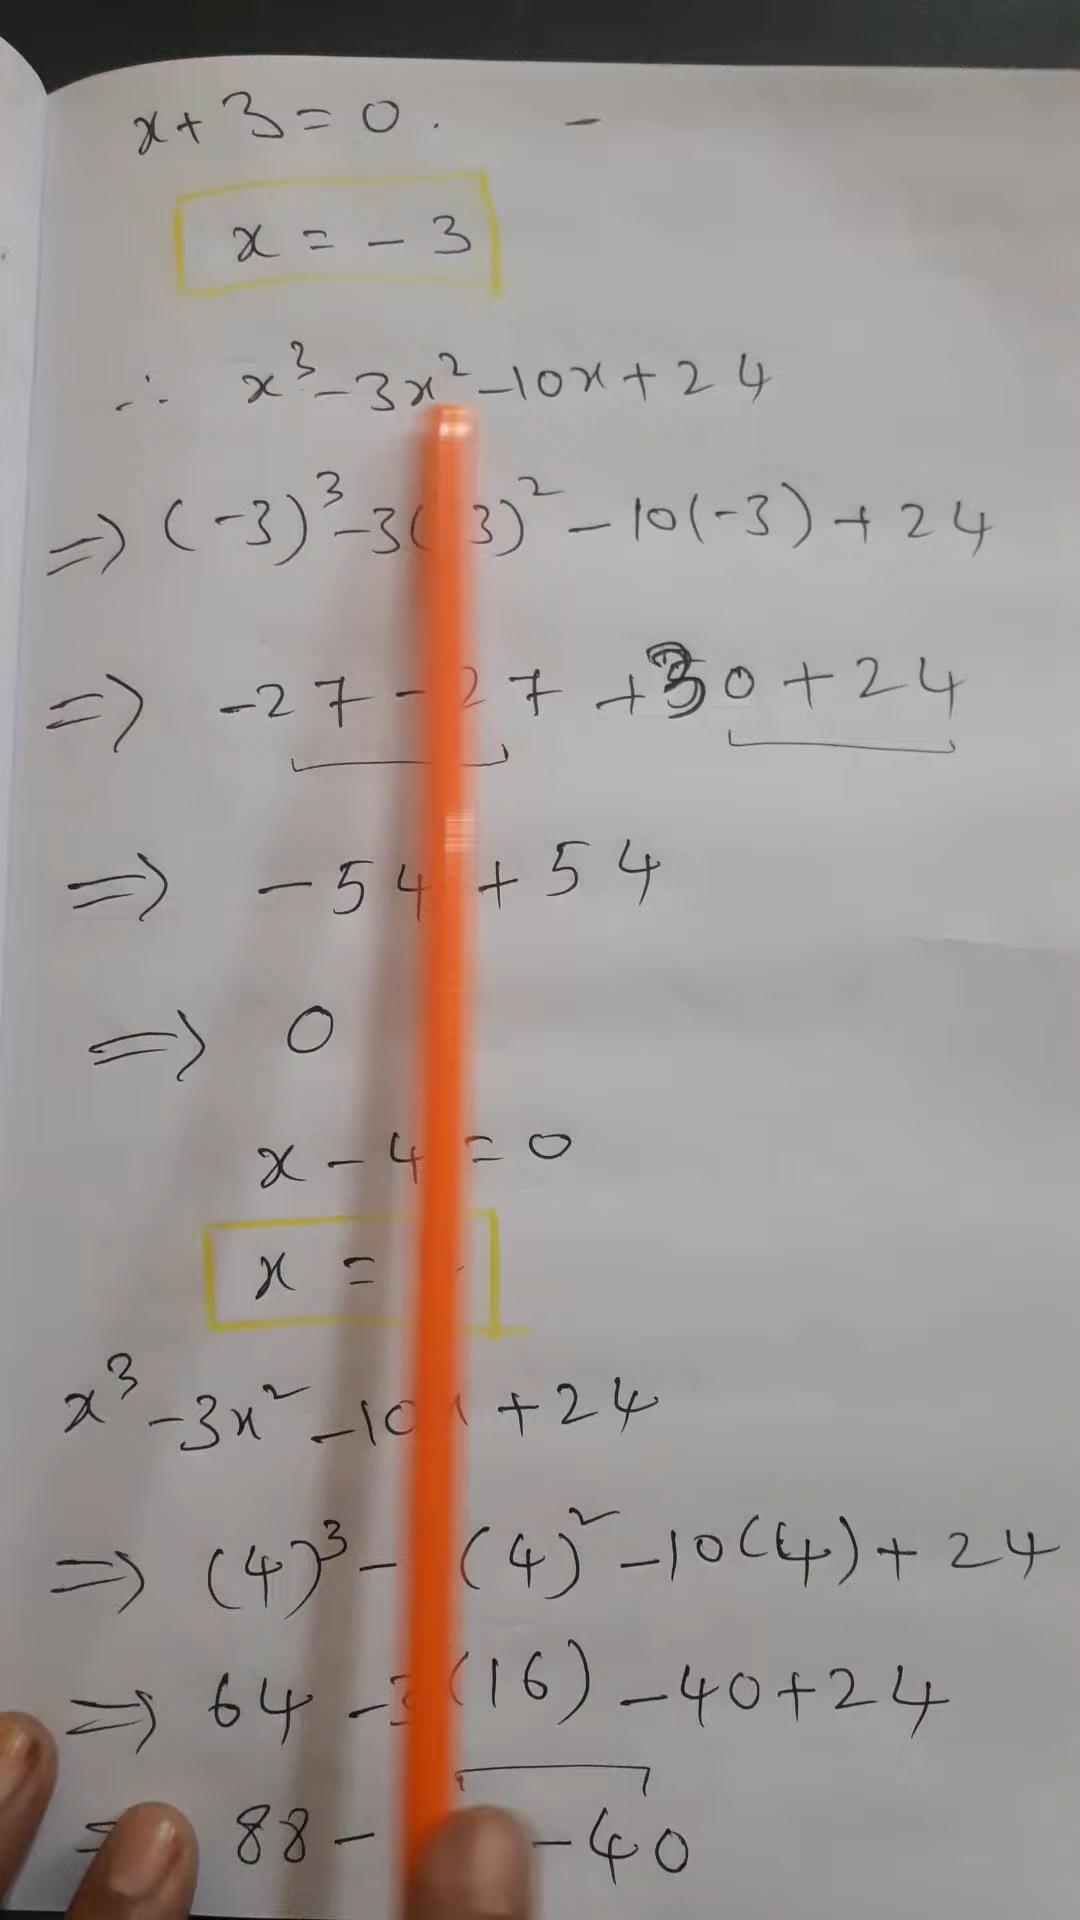 x + 3 = 0 .
x = - 3
∴ x³ - 3x² - 10x + 24
⇒ (-3)³ - 3( 3)² - 10(-3) + 24
⇒ -27 - 27 + 30 + 24
⇒ - 54 + 54
⇒ 0
x - 4 = 0
x =
x³ - 3x² - 10x + 24
⇒ (4)³ - (4)² - 10(4) + 24
⇒ 64 - 3(16) - 40 + 24
88 - - 40